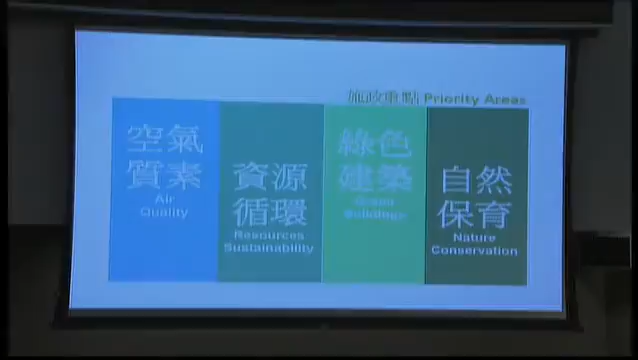 施政重點 Priority Areas
空氣
質素
Air
Quality
資源
循環
Resources
Sustainability
綠色
建築
Green
Buildings
自然
保育
Nature
Conservation